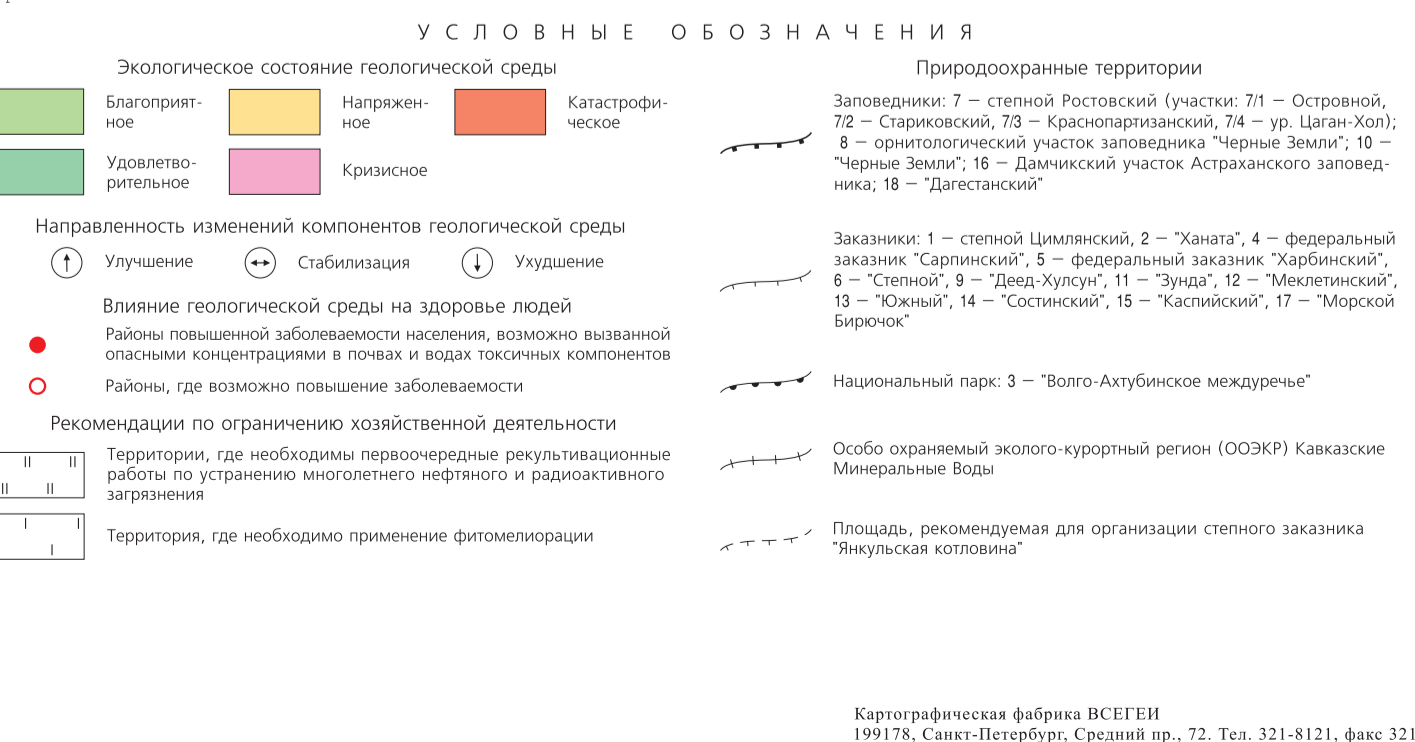 УСЛОВНЫЕ ОБОЗНАЧЕНИЯ
Экологическое состояние геологической среды
Благоприят-
ное
Напряжен-
ное
Катастрофи-
ческое
Удовлетво-
рительное
Кризисное
Направленность изменений компонентов геологической среды
Улучшение
Стабилизация
Ухудшение
Влияние геологической среды на здоровье людей
Районы повышенной заболеваемости населения, возможно вызванной
опасными концентрациями в почвах и водах токсичных компонентов
Районы, где возможно повышение заболеваемости
Рекомендации по ограничению хозяйственной деятельности
Территории, где необходимы первоочередные рекультивационные
работы по устранению многолетнего нефтяного и радиоактивного
загрязнения
Территория, где необходимо применение фитомелиорации
Природоохранные территории
Заповедники: 7 — степной Ростовский (участки: 7/1 — Островной,
7/2 — Стариковский, 7/3 — Краснопартизанский, 7/4 — ур. Цаган-Хол);
8 — орнитологический участок заповедника "Черные Земли"; 10 —
"Черные Земли"; 16 — Дамчикский участок Астраханского заповед-
ника; 18 — "Дагестанский"
Заказники: 1 — степной Цимлянский, 2 — "Ханата", 4 — федеральный
заказник "Сарпинский", 5 — федеральный заказник "Харбинский",
6 — "Степной", 9 — "Деед-Хулсун", 11 — "Зунда", 12 — "Меклетинский",
13 — "Южный", 14 — "Состинский", 15 — "Каспийский", 17 — "Морской
Бирючок"
Национальный парк: 3 — "Волго-Ахтубинское междуречье"
Особо охраняемый эколого-курортный регион (ООЭКР) Кавказские
Минеральные Воды
Площадь, рекомендуемая для организации степного заказника
"Янкульская котловина"
Картографическая фабрика ВСЕГЕИ
199178, Санкт-Петербург, Средний пр., 72. Тел. 321-8121, факс 321